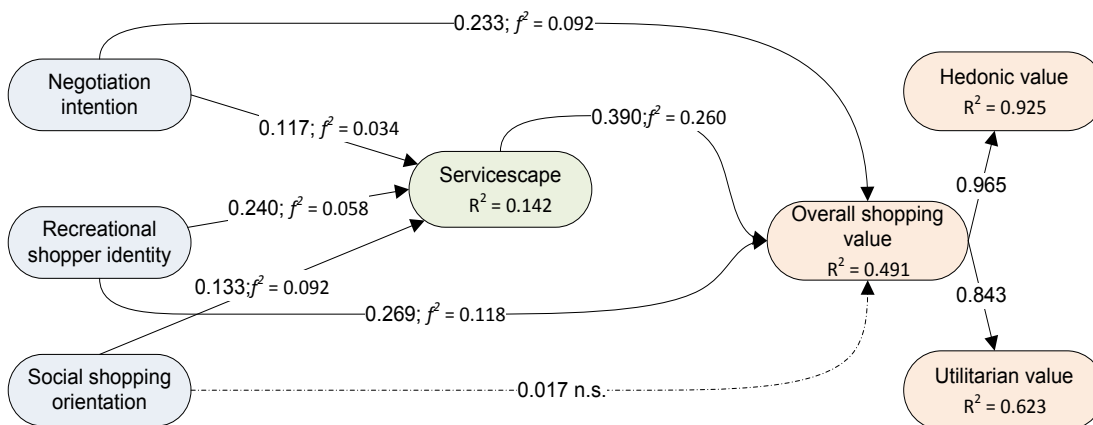 0.233; f² = 0.092
Negotiation
intention
Hedonic value
R² = 0.925
0.117; f² = 0.034
0.390;f² = 0.260
Servicescape
R² = 0.142
0.965
0.240; f² = 0.058
Recreational
shopper identity
Overall shopping
value
R² = 0.491
0.133;f² = 0.092
0.843
0.269; f² = 0.118
Social shopping
orientation
0.017 n.s.
Utilitarian value
R² = 0.623